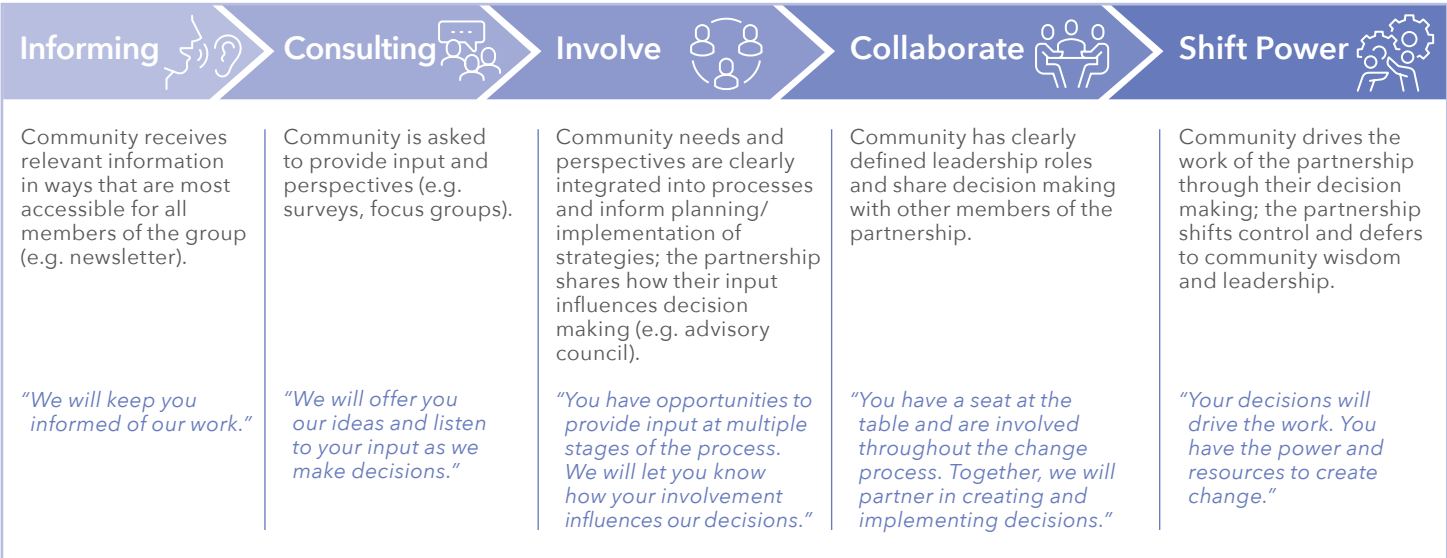 Informing
Consulting
Involve
Collaborate
Shift Power
Community receives
relevant information
in ways that are most
accessible for all
members of the group
(e.g. newsletter).
“We will keep you
informed of our work.”
Community is asked
to provide input and
perspectives (e.g.
surveys, focus groups).
“We will offer you
our ideas and listen
to your input as we
make decisions.”
Community needs and
perspectives are clearly
integrated into processes
and inform planning/
implementation of
strategies; the partnership
shares how their input
influences decision
making (e.g. advisory
council).
“You have opportunities to
provide input at multiple
stages of the process.
We will let you know
how your involvement
influences our decisions.”
Community has clearly
defined leadership roles
and share decision making
with other members of the
partnership.
“You have a seat at the
table and are involved
throughout the change
process. Together, we will
partner in creating and
implementing decisions.”
Community drives the
work of the partnership
through their decision
making; the partnership
shifts control and defers
to community wisdom
and leadership.
“Your decisions will
drive the work. You
have the power and
resources to create
change.”